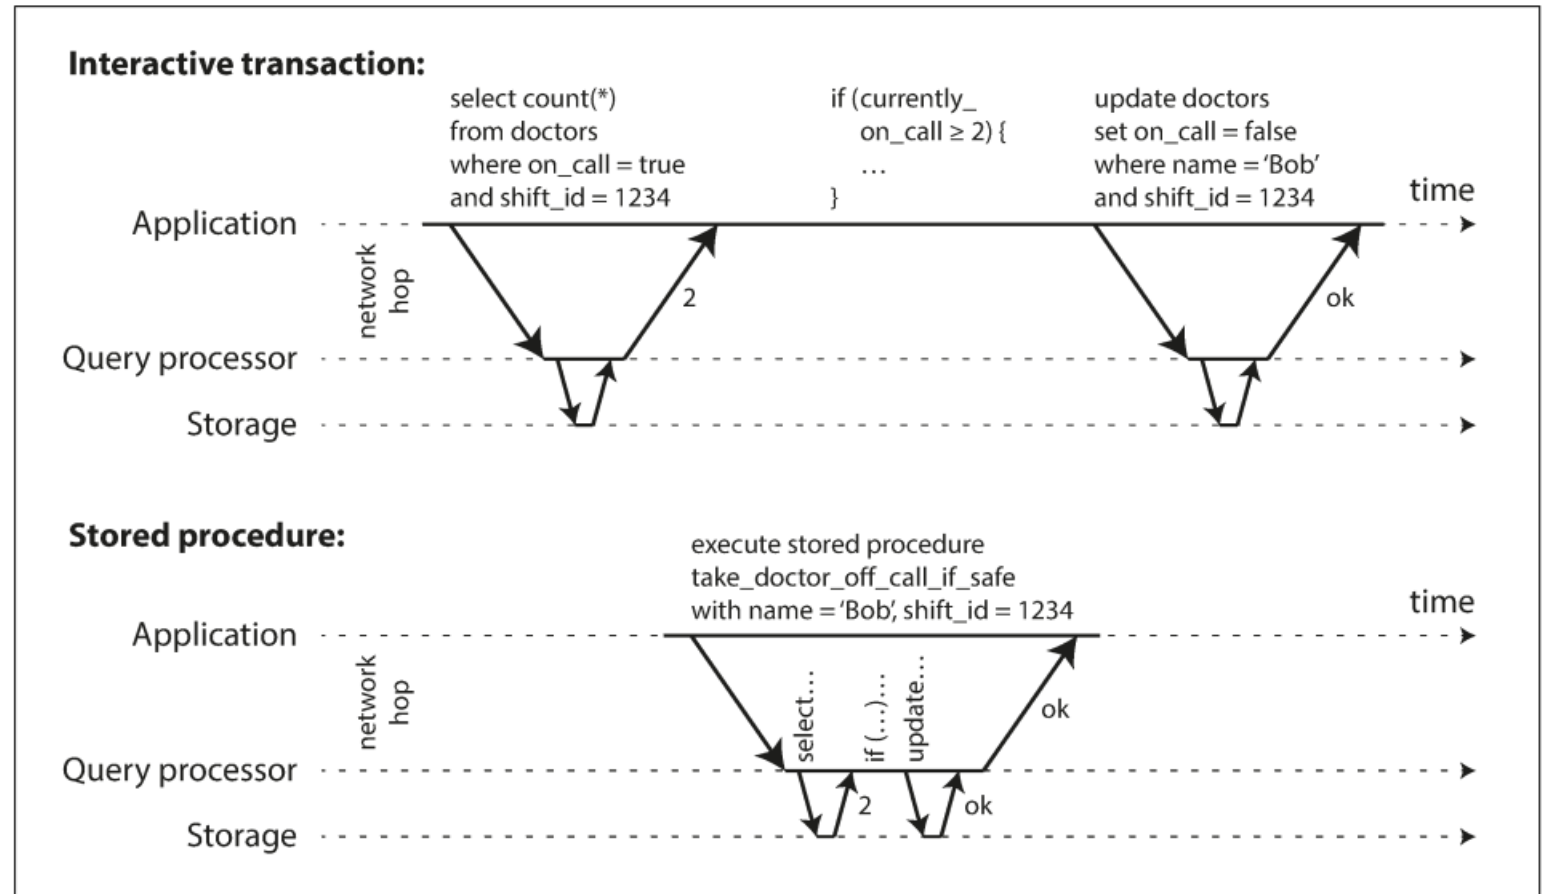 Interactive transaction:
select count(*)
from doctors
where on_call = true
and shift_id = 1234
if (currently_
on_call ≥ 2) {
…
}
update doctors
set on_call = false
where name = ‘Bob’
and shift_id = 1234
time
Application
network
hop
2
ok
Query processor
Storage
Stored procedure:
execute stored procedure
take_doctor_off_call_if_safe
with name = ‘Bob’, shift_id = 1234
time
Application
network
hop
select…
if (…)…
update…
ok
Query processor
2
ok
Storage